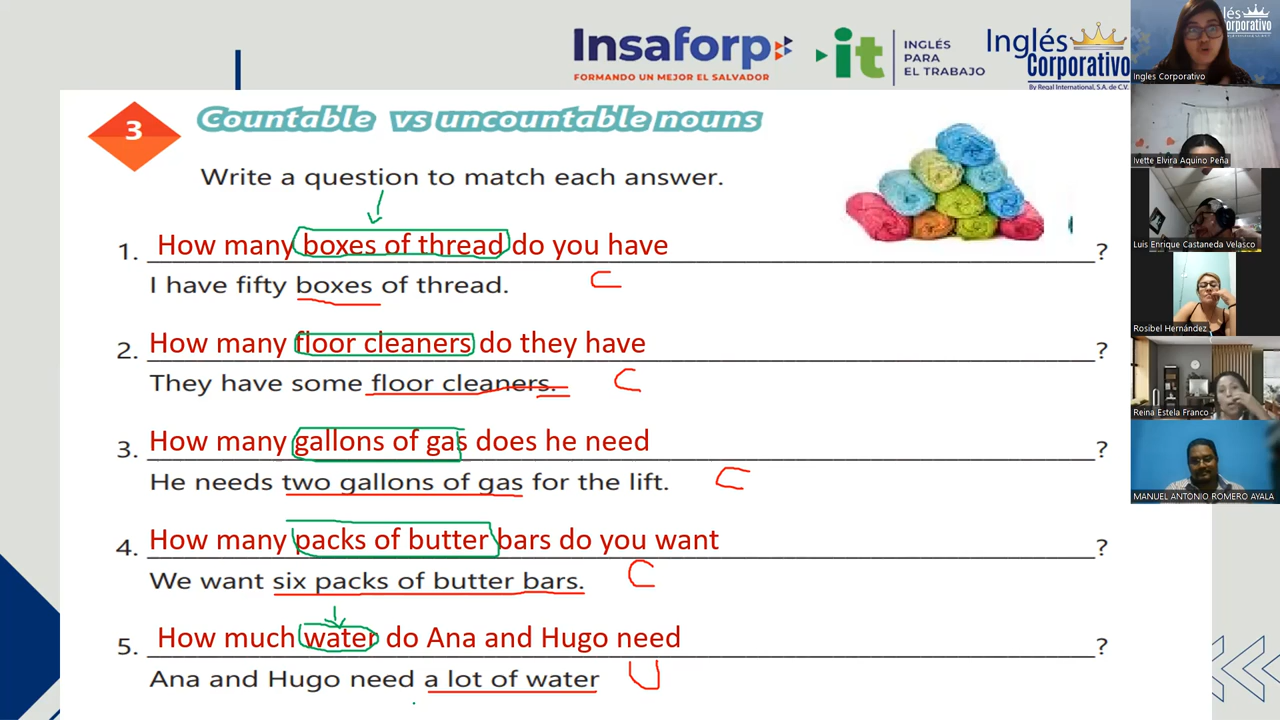 Insaforp
FORMANDO UN MEJOR EL SALVADOR
it
INGLÉS
PARA
EL TRABAJO
Inglés
Corporativo
By Regal International, S.A. de C.V.
lés
rporativo
Ingles Corporativo
Ivette Elvira Aquino Peña
Luis Enrique Castaneda Velasco
Rosibel Hernández
Reina Estela Franco
MANUEL ANTONIO ROMERO AYALA
3
Countable vs uncountable nouns
Write a question to match each answer.
1. How many boxes of thread do you have ?
I have fifty boxes of thread. C
2. How many floor cleaners do they have ?
They have some floor cleaners. C
3. How many gallons of gas does he need ?
He needs two gallons of gas for the lift. C
4. How many packs of butter bars do you want ?
We want six packs of butter bars. C
5. How much water do Ana and Hugo need ?
Ana and Hugo need a lot of water U